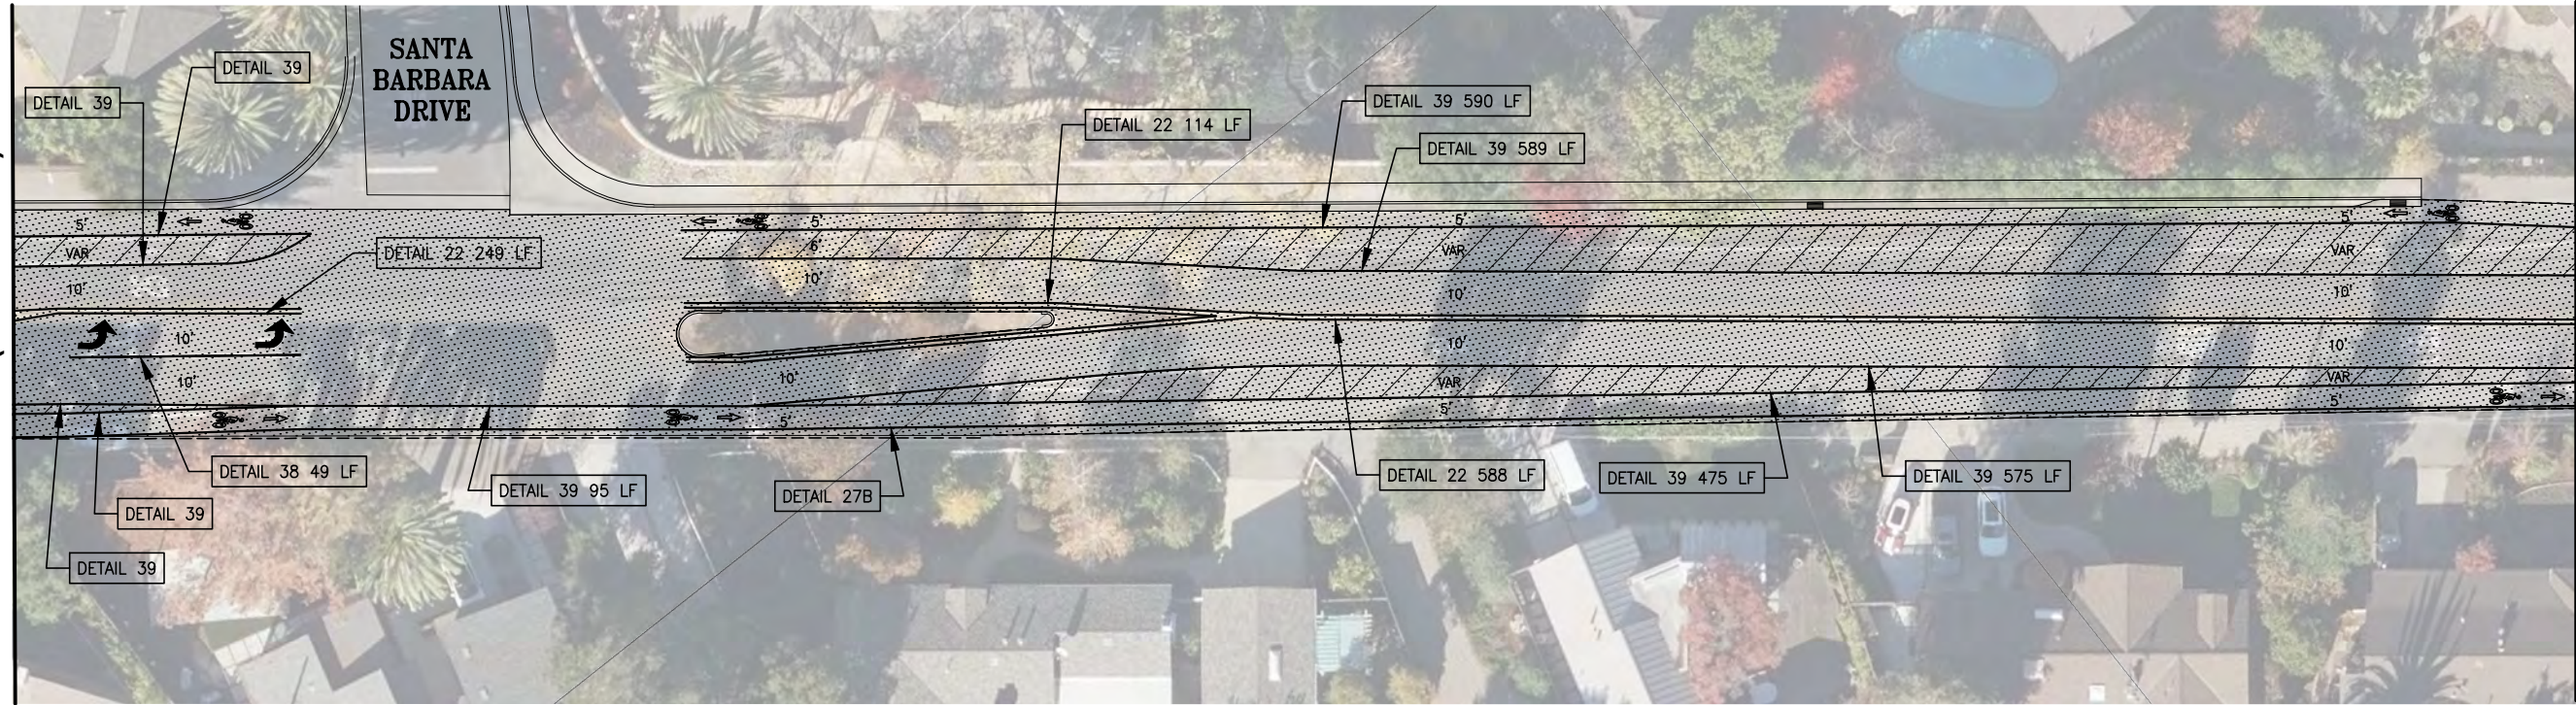 SANTA
BARBARA
DRIVE
DETAIL 39
DETAIL 39
DETAIL 39 590 LF
DETAIL 22 114 LF
DETAIL 39 589 LF
5'
5'
5'
5'
VAR
6
VAR
VAR
DETAIL 22 249 LF
10'
10'
10'
10'
10'
10'
10'
10'
10'
VAR
VAR
5'
5'
5'
DETAIL 38 49 LF
DETAIL 39 95 LF
DETAIL 27B
DETAIL 22 588 LF
DETAIL 39 475 LF
DETAIL 39 575 LF
DETAIL 39
DETAIL 39